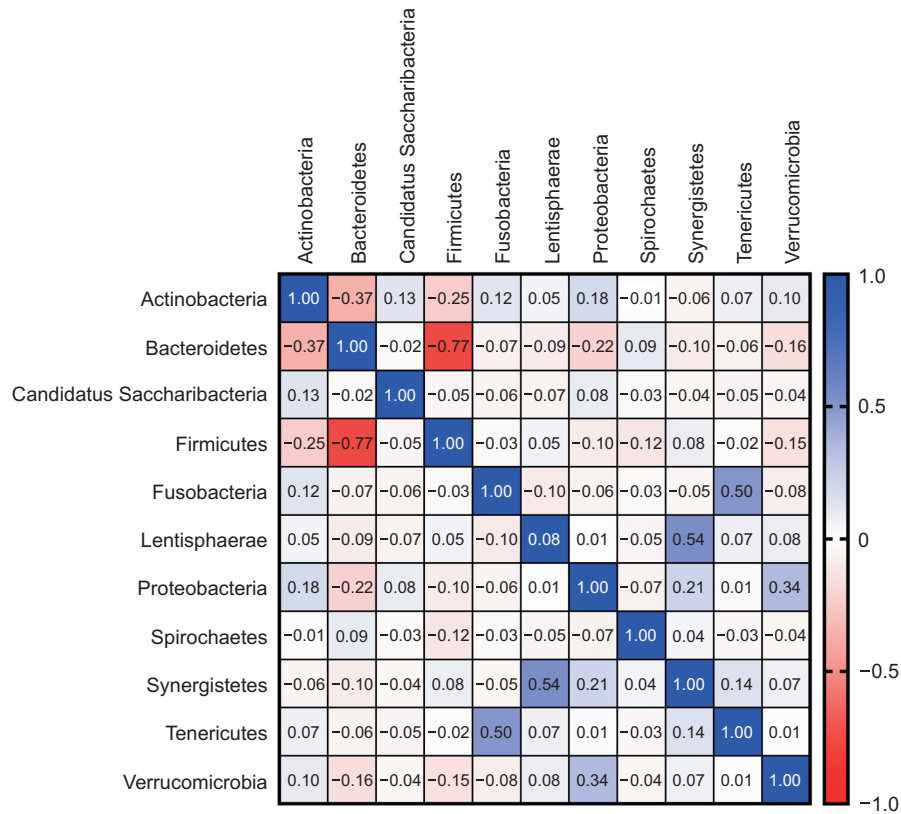 Actinobacteria
Bacteroidetes
Candidatus Saccharibacteria
Firmicutes
Fusobacteria
Lentisphaerae
Proteobacteria
Spirochaetes
Synergistetes
Tenericutes
Verrucomicrobia
Actinobacteria 1.00 −0.37 0.13 −0.25 0.12 0.05 0.18 −0.01 −0.06 0.07 0.10
Bacteroidetes −0.37 1.00 −0.02 −0.77 −0.07 −0.09 −0.22 0.09 −0.10 −0.06 −0.16
Candidatus Saccharibacteria 0.13 −0.02 1.00 −0.05 −0.06 −0.07 0.08 −0.03 −0.04 −0.05 −0.04
Firmicutes −0.25 −0.77 −0.05 1.00 −0.03 0.05 −0.10 −0.12 0.08 −0.02 −0.15
Fusobacteria 0.12 −0.07 −0.06 −0.03 1.00 −0.10 −0.06 −0.03 −0.05 0.50 −0.08
Lentisphaerae 0.05 −0.09 −0.07 0.05 −0.10 0.08 0.01 −0.05 0.54 0.07 0.08
Proteobacteria 0.18 −0.22 0.08 −0.10 −0.06 0.01 1.00 −0.07 0.21 0.01 0.34
Spirochaetes −0.01 0.09 −0.03 −0.12 −0.03 −0.05 −0.07 1.00 0.04 −0.03 −0.04
Synergistetes −0.06 −0.10 −0.04 0.08 −0.05 0.54 0.21 0.04 1.00 0.14 0.07
Tenericutes 0.07 −0.06 −0.05 −0.02 0.50 0.07 0.01 −0.03 0.14 1.00 0.01
Verrucomicrobia 0.10 −0.16 −0.04 −0.15 −0.08 0.08 0.34 −0.04 0.07 0.01 1.00
1.0
0.5
0
−0.5
−1.0